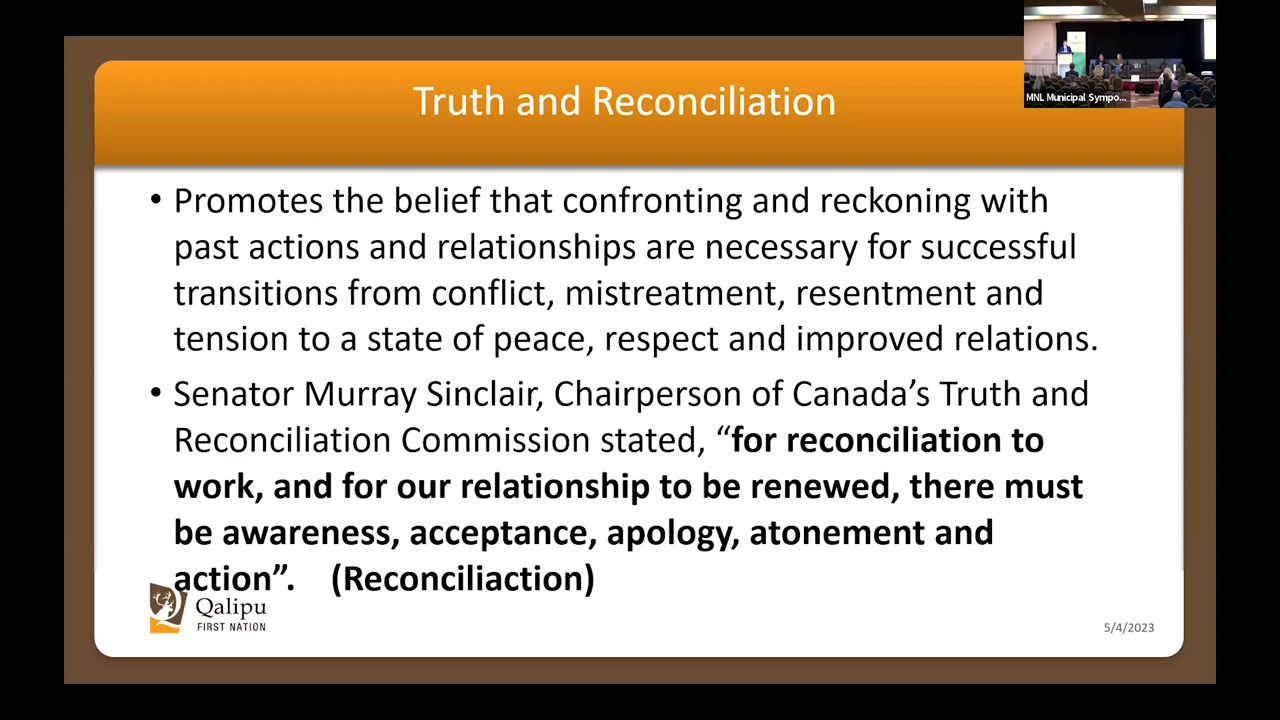 MNL Municipal Sympo...
Truth and Reconciliation
• Promotes the belief that confronting and reckoning with
past actions and relationships are necessary for successful
transitions from conflict, mistreatment, resentment and
tension to a state of peace, respect and improved relations.
• Senator Murray Sinclair, Chairperson of Canada’s Truth and
Reconciliation Commission stated, “for reconciliation to
work, and for our relationship to be renewed, there must
be awareness, acceptance, apology, atonement and
action”. (Reconciliaction)
Qalipu
FIRST NATION
5/4/2023